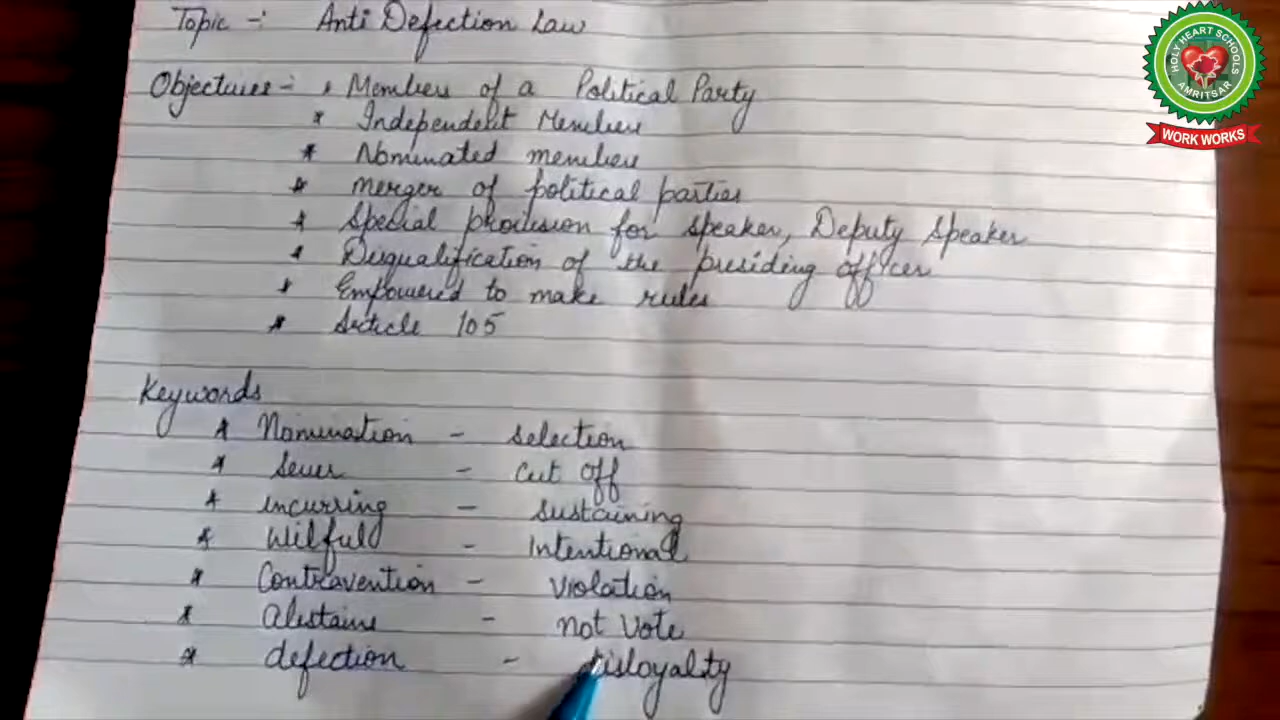 Topic :- Anti Defection Law
Objectives :- * Members of a Political Party
* Independent Members
* Nominated members
* Merger of political parties
* Special provision for speaker, Deputy Speaker
* Disqualification of the presiding officer
* Empowered to make rules
* Article 105
Keywords
* Nomination - selection
* Sever - cut off
* incurring - sustaining
* Wilful - Intentional
* Contravention - violation
* Abstains - not vote
* defection - disloyality
HOLY HEART SCHOOLS
AMRITSAR
WORK WORKS